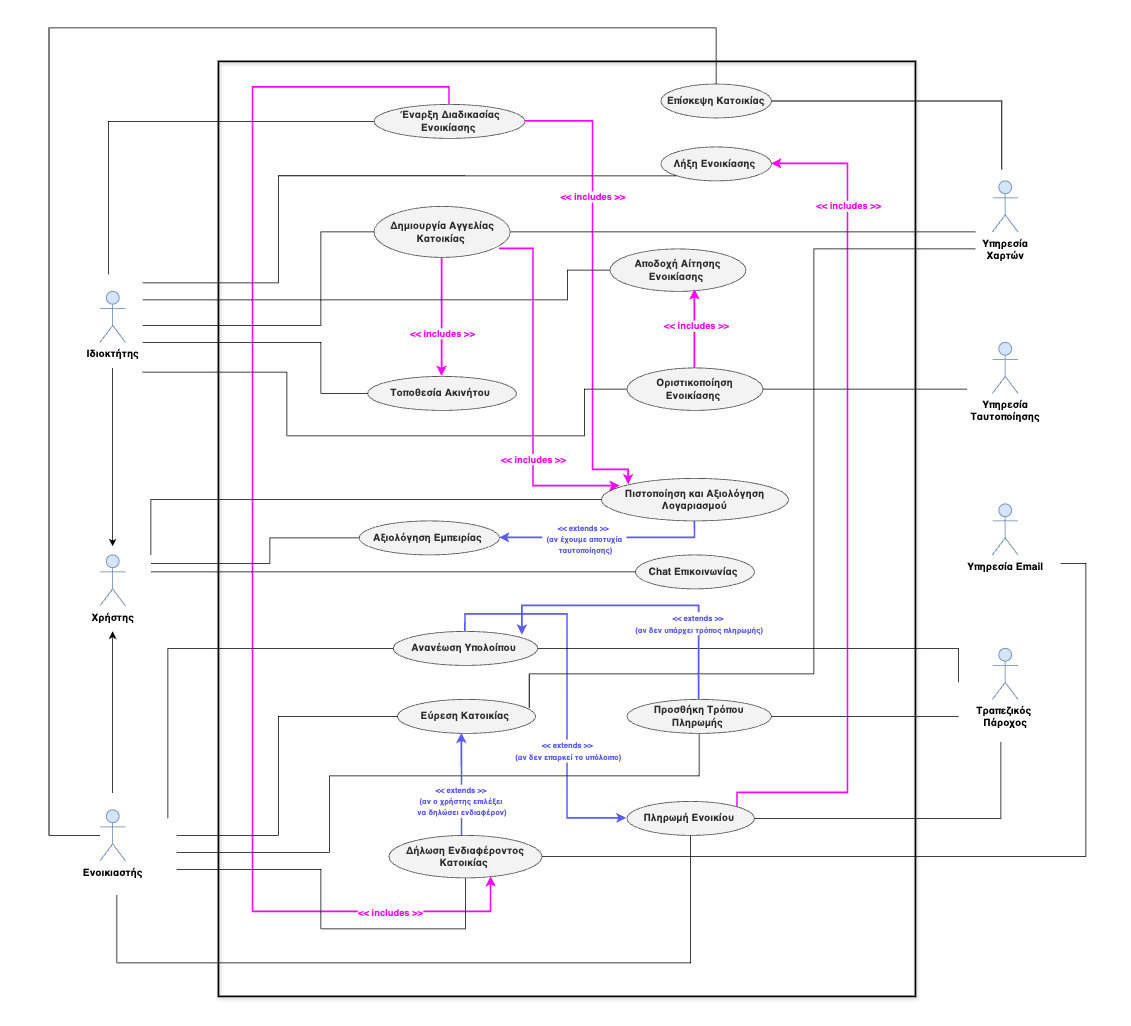 Επίσκεψη Κατοικίας
Έναρξη Διαδικασίας
Ενοικίασης
Λήξη Ενοικίασης
<< includes >>
<< includes >>
Δημιουργία Αγγελίας
Κατοικίας
Υπηρεσία
Χαρτών
Αποδοχή Αίτησης
Ενοικίασης
<< includes >>
<< includes >>
Ιδιοκτήτης
Τοποθεσία Ακινήτου
Οριστικοποίηση
Ενοικίασης
Υπηρεσία
Ταυτοποίησης
<< includes >>
Πιστοποίηση και Αξιολόγηση
Λογαριασμού
Αξιολόγηση Εμπειρίας
<< extends >>
(αν έχουμε αποτυχία
ταυτοποίησης)
Υπηρεσία Email
Chat Επικοινωνίας
Χρήστης
<< extends >>
(αν δεν υπάρχει τρόπος πληρωμής)
Ανανέωση Υπολοίπου
Εύρεση Κατοικίας
Προσθήκη Τρόπου
Πληρωμής
Τραπεζικός
Πάροχος
<< extends >>
(αν δεν επαρκεί το υπόλοιπο)
<< extends >>
(αν ο χρήστης επιλέξει
να δηλώσει ενδιαφέρον)
Πληρωμή Ενοικίου
Δήλωση Ενδιαφέροντος
Κατοικίας
Ενοικιαστής
<< includes >>